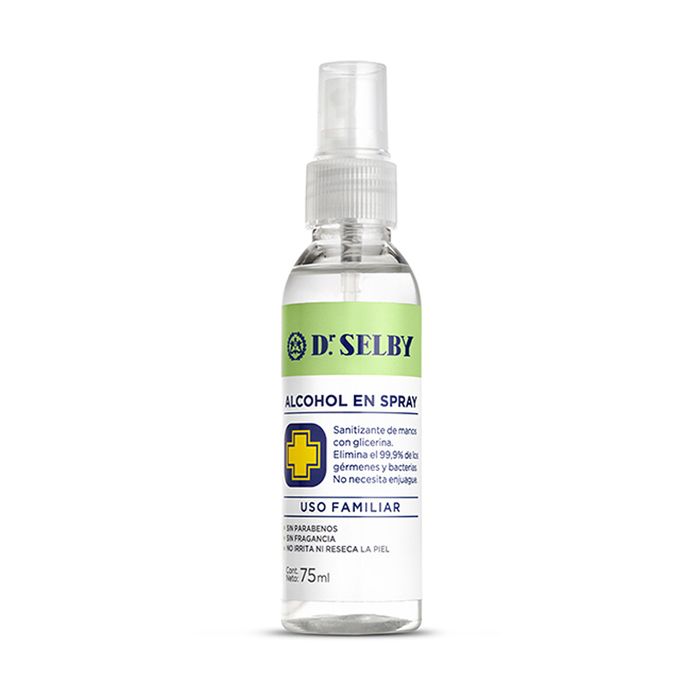 Dr. SELBY
ALCOHOL EN SPRAY
Sanitizante de manos
con glicerina.
Elimina el 99,9% de los
gérmenes y bacterias.
No necesita enjuague.
USO FAMILIAR
SIN PARABENOS
SIN FRAGANCIA
NO IRRITA NI RESECA LA PIEL
Cont.
Neto: 75ml